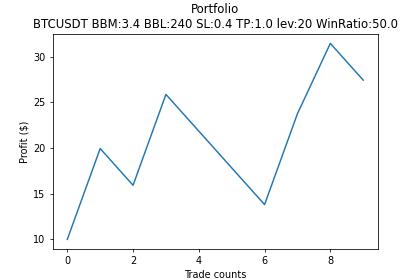 Portfolio
BTCUSDT BBM:3.4 BBL:240 SL:0.4 TP:1.0 lev:20 WinRatio:50.0
30
25
20
15
10
Profit ($)
0 2 4 6 8
Trade counts